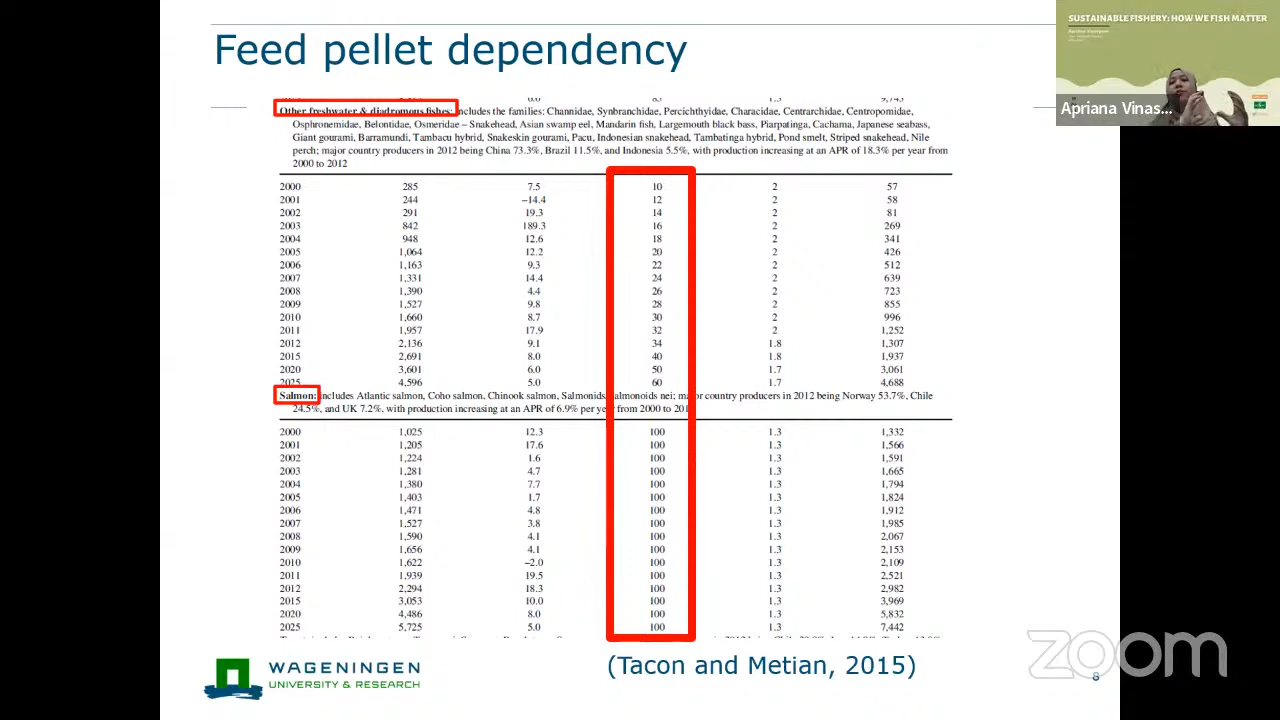 Feed pellet dependency
SUSTAINABLE FISHERY: HOW WE FISH MATTER
Apriana Vinas...
Other freshwater & diadromous fishes: includes the families: Channidae, Synbranchidae, Percichthyidae, Characidae, Centrarchidae, Centropomidae,
Osphronemidae, Belontidae, Osmeridae – Snakehead, Asian swamp eel, Mandarin fish, Largemouth black bass, Piarpatinga, Cachama, Japanese seabass,
Giant gourami, Barramundi, Tambacu hybrid, Snakeskin gourami, Pacu, Indonesian snakehead, Tambatinga hybrid, Pond smelt, Striped snakehead, Nile
perch; major country producers in 2012 being China 73.3%, Brazil 11.5%, and Indonesia 5.5%, with production increasing at an APR of 18.3% per year from
2000 to 2012
2000 285 7.5 10 2 57
2001 244 –14.4 12 2 58
2002 291 19.3 14 2 81
2003 842 189.3 16 2 269
2004 948 12.6 18 2 341
2005 1,064 12.2 20 2 426
2006 1,163 9.3 22 2 512
2007 1,331 14.4 24 2 639
2008 1,390 4.4 26 2 723
2009 1,527 9.8 28 2 855
2010 1,660 8.7 30 2 996
2011 1,957 17.9 32 2 1,252
2012 2,136 9.1 34 1.8 1,307
2015 2,691 8.0 40 1.8 1,937
2020 3,601 6.0 50 1.7 3,061
2025 4,596 5.0 60 1.7 4,688
Salmon: includes Atlantic salmon, Coho salmon, Chinook salmon, Salmonids, Salmonoids nei; major country producers in 2012 being Norway 53.7%, Chile
24.5%, and UK 7.2%, with production increasing at an APR of 6.9% per year from 2000 to 201
2000 1,025 12.3 100 1.3 1,332
2001 1,205 17.6 100 1.3 1,566
2002 1,224 1.6 100 1.3 1,591
2003 1,281 4.7 100 1.3 1,665
2004 1,380 7.7 100 1.3 1,794
2005 1,403 1.7 100 1.3 1,824
2006 1,471 4.8 100 1.3 1,912
2007 1,527 3.8 100 1.3 1,985
2008 1,590 4.1 100 1.3 2,067
2009 1,656 4.1 100 1.3 2,153
2010 1,622 –2.0 100 1.3 2,109
2011 1,939 19.5 100 1.3 2,521
2012 2,294 18.3 100 1.3 2,982
2015 3,053 10.0 100 1.3 3,969
2020 4,486 8.0 100 1.3 5,832
2025 5,725 5.0 100 1.3 7,442
(Tacon and Metian, 2015)
WAGENINGEN
UNIVERSITY & RESEARCH
zoom
8